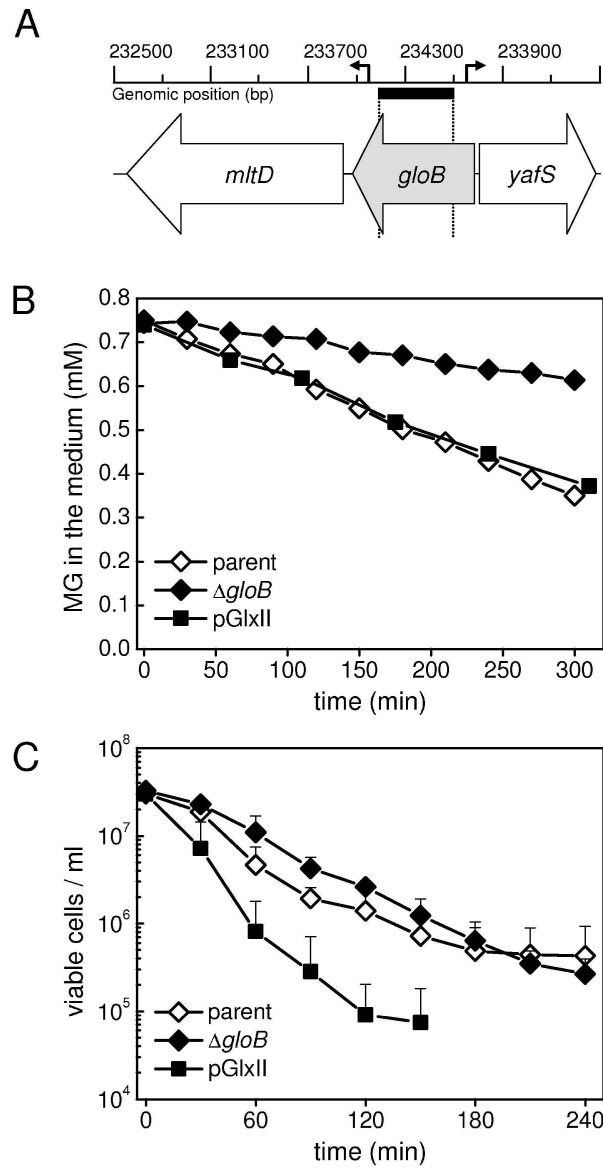 A
232500 233100 233700 234300 233900
Genomic position (bp)
mltD gloB yafS
B
MG in the medium (mM)
0.8
0.7
0.6
0.5
0.4
0.3
0.2
0.1
0.0
parent
ΔgloB
pGlxII
0 50 100 150 200 250 300
time (min)
C
viable cells / ml
10^8
10^7
10^6
10^5
10^4
parent
ΔgloB
pGlxII
0 60 120 180 240
time (min)